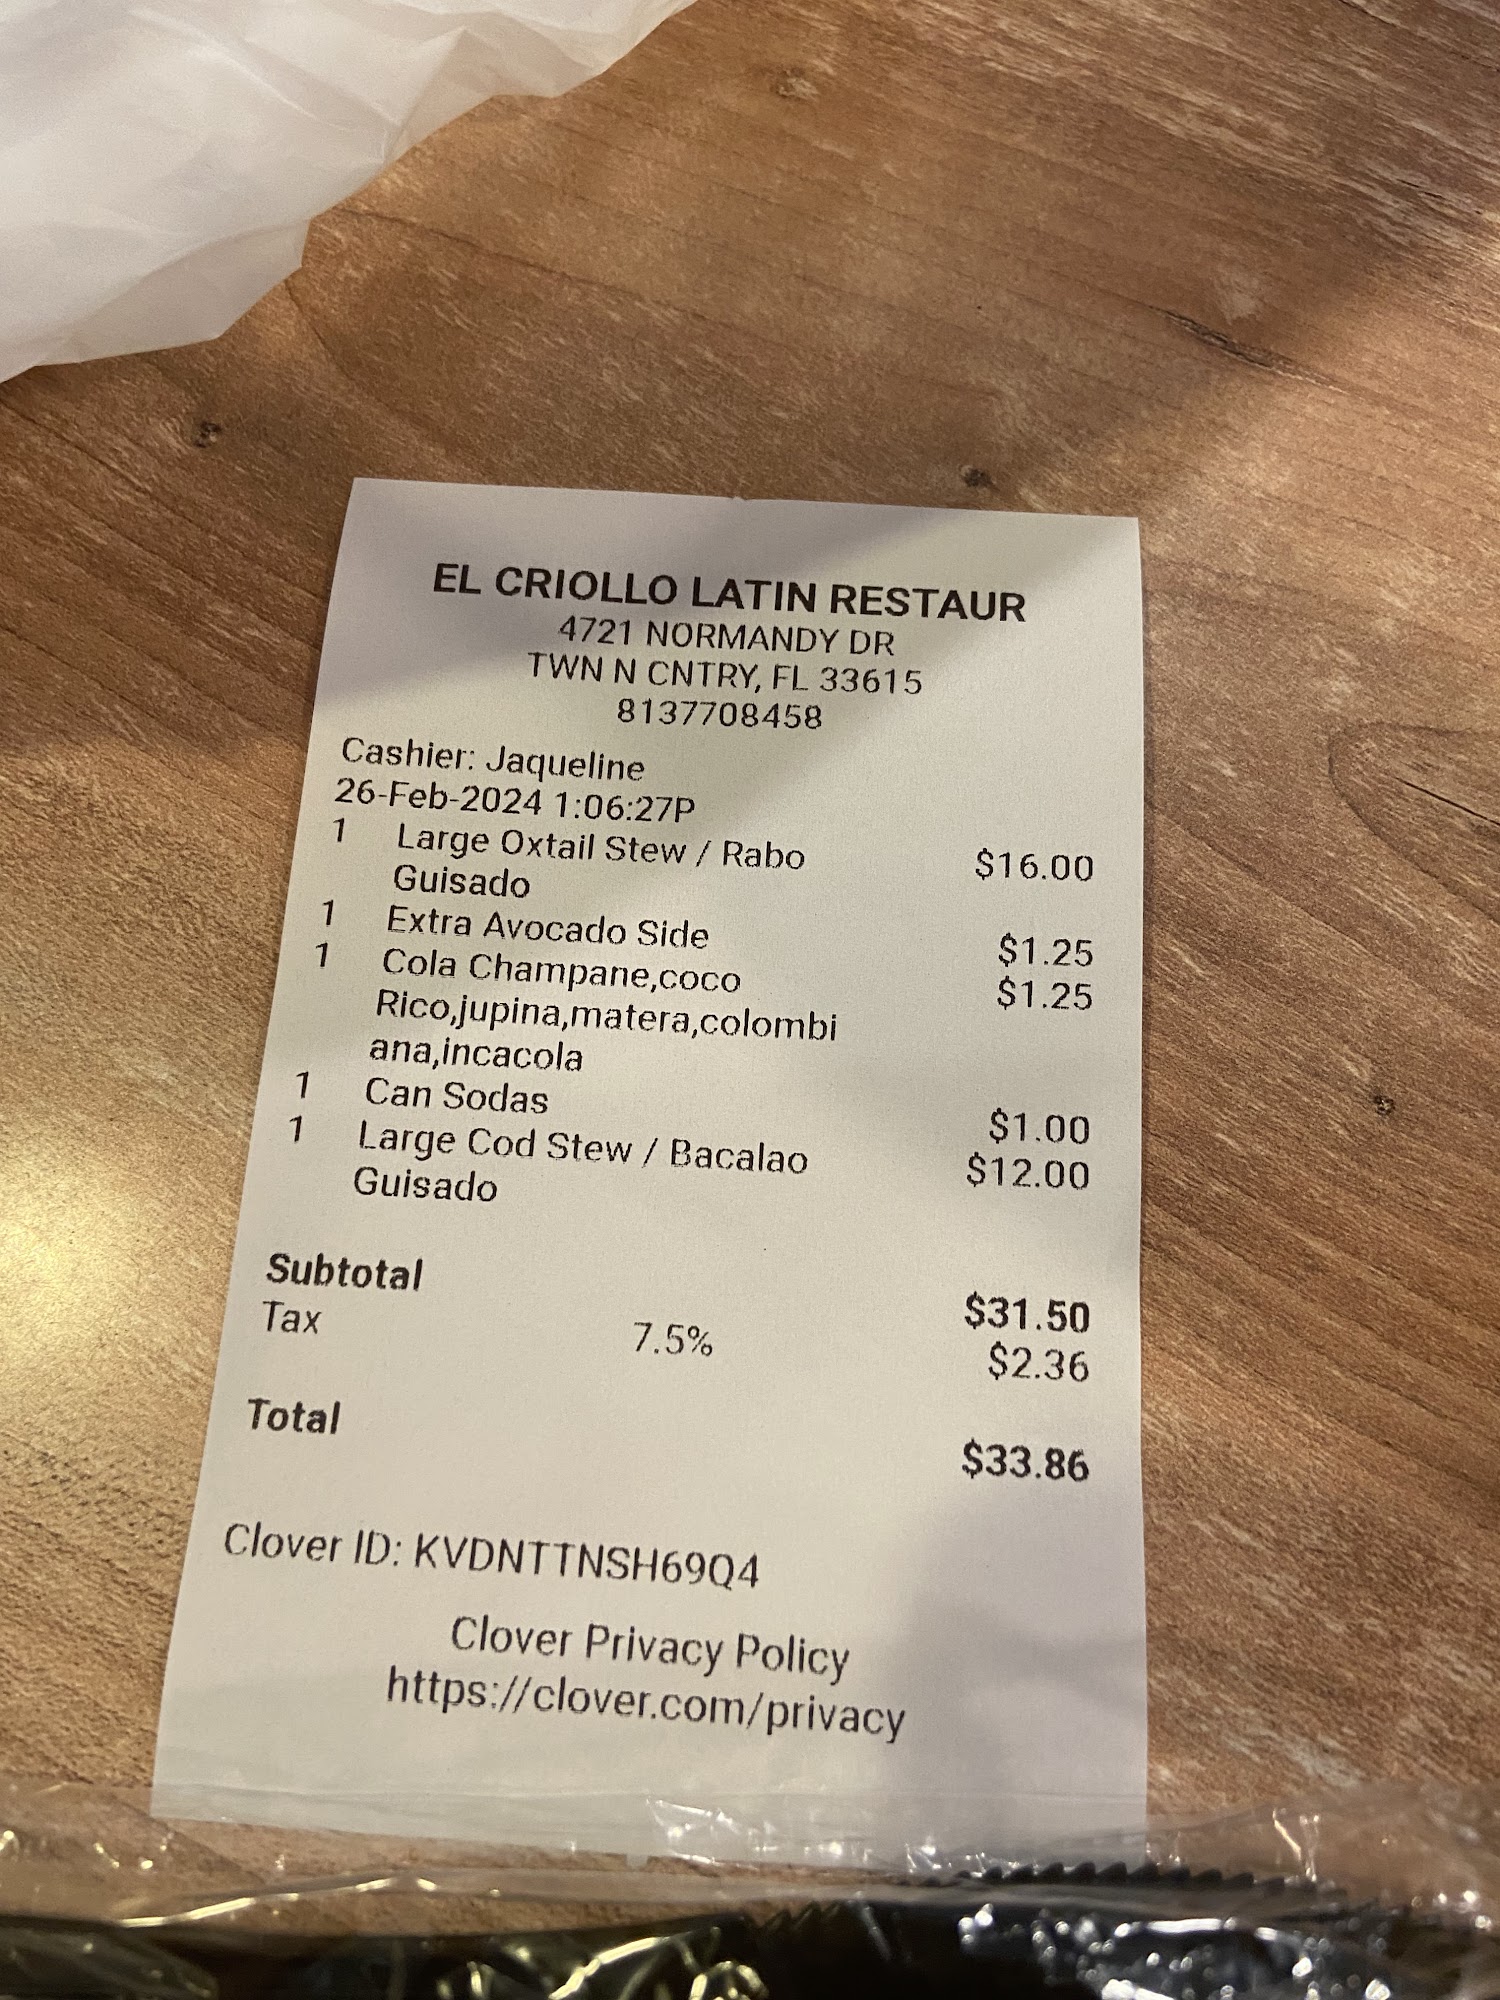 EL CRIOLLO LATIN RESTAUR
4721 NORMANDY DR
TWN N CNTRY, FL 33615
8137708458
Cashier: Jaqueline
26-Feb-2024 1:06:27P
1 Large Oxtail Stew / Rabo $16.00
Guisado
1 Extra Avocado Side $1.25
1 Cola Champane,coco $1.25
Rico,jupina,matera,colombi
ana,incacola
1 Can Sodas $1.00
1 Large Cod Stew / Bacalao $12.00
Guisado
Subtotal $31.50
Tax 7.5% $2.36
Total $33.86
Clover ID: KVDNTTNSH69Q4
Clover Privacy Policy
https://clover.com/privacy